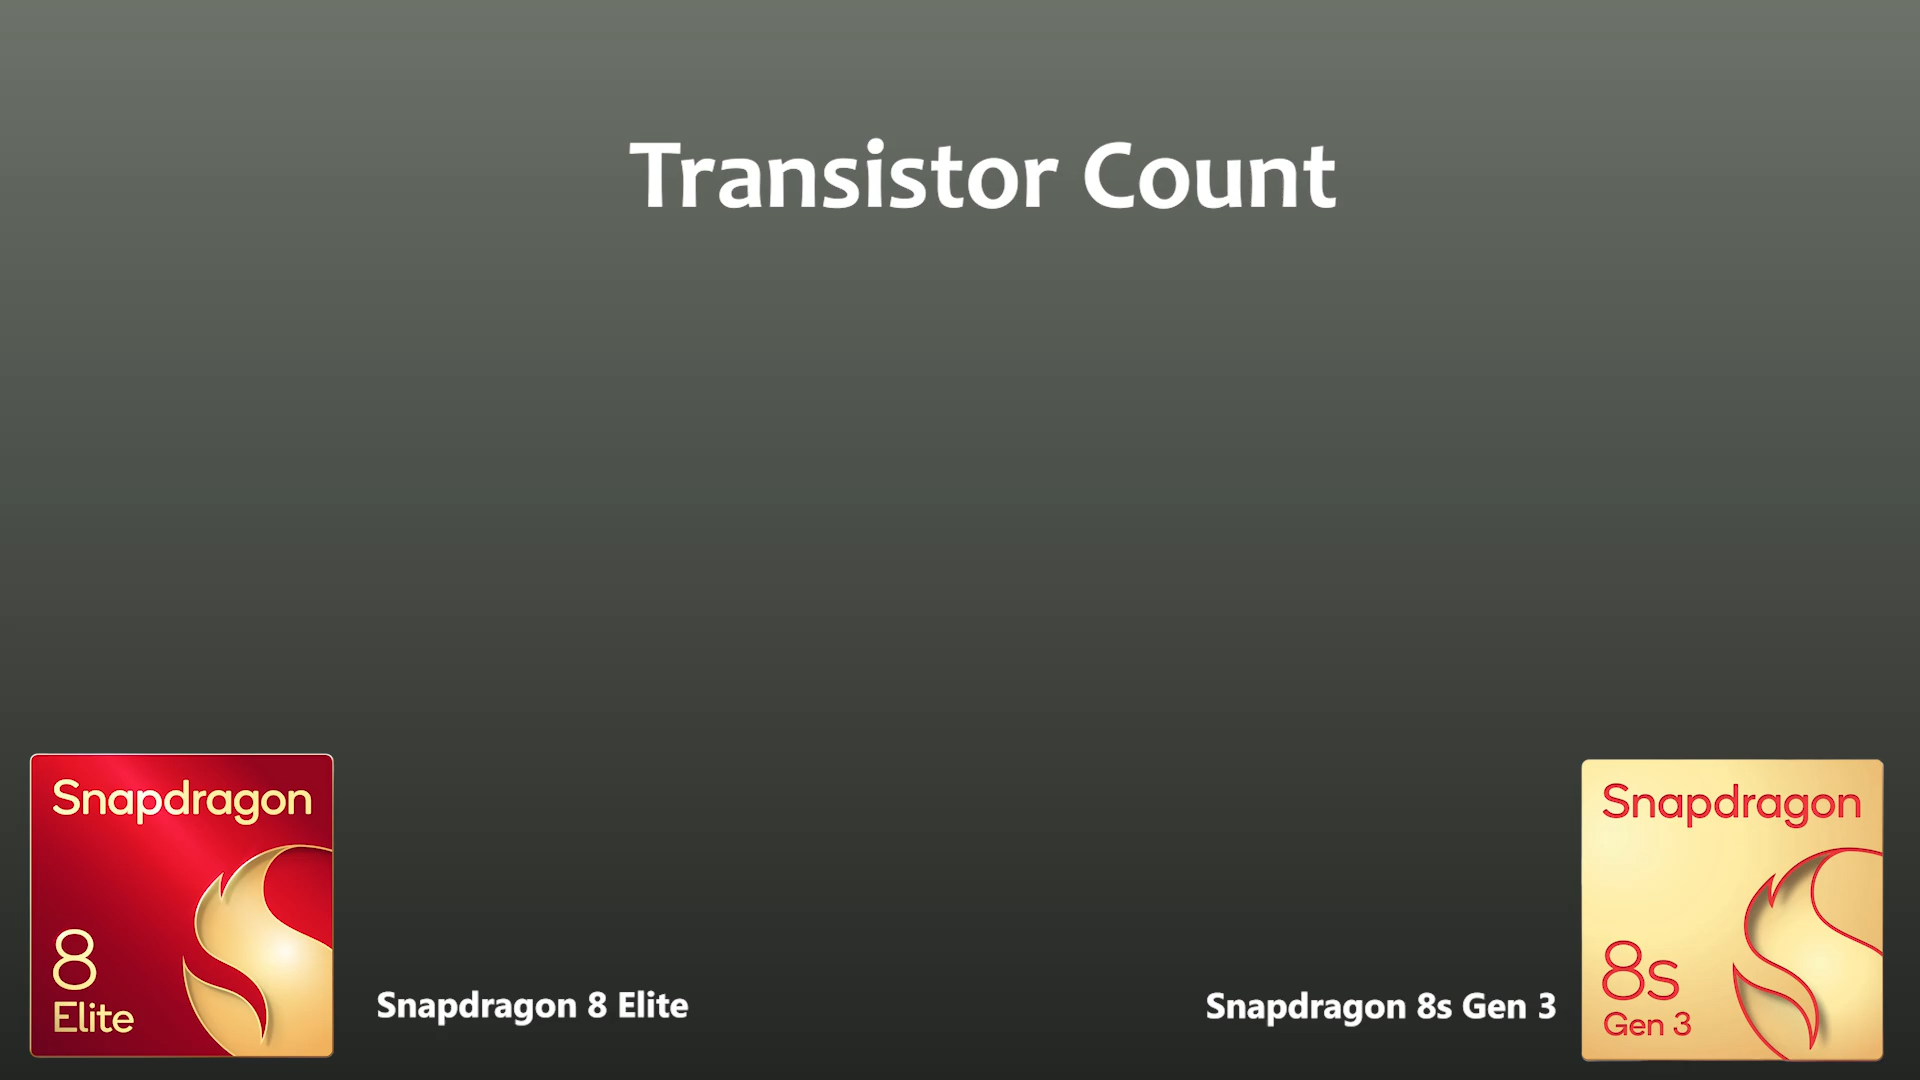 Transistor Count
Snapdragon
8
Elite
Snapdragon 8 Elite
Snapdragon 8s Gen 3
Snapdragon
8s
Gen 3